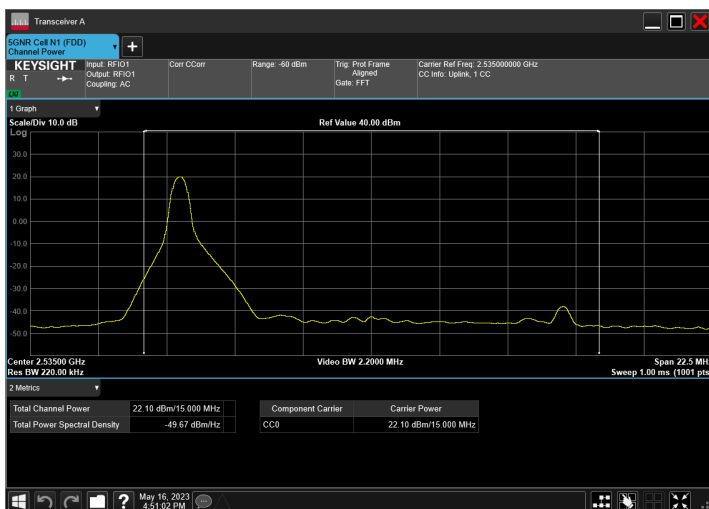 Transceiver A
5GNR Cell N1 (FDD)
Channel Power
+
KEYSIGHT
R T
LXI
Input: RFIO1
Output: RFIO1
Coupling: AC
Corr CCorr
Range: -60 dBm
Trig: Prot Frame
Aligned
Gate: FFT
Carrier Ref Freq: 2.535000000 GHz
CC Info: Uplink, 1 CC
1 Graph
Scale/Div 10.0 dB
Ref Value 40.00 dBm
Log
30.0
20.0
10.0
0.00
-10.0
-20.0
-30.0
-40.0
-50.0
Center 2.53500 GHz
Video BW 2.2000 MHz
Span 22.5 MHz
Res BW 220.00 kHz
Sweep 1.00 ms (1001 pts)
2 Metrics
Total Channel Power 22.10 dBm/15.000 MHz
Total Power Spectral Density -49.67 dBm/Hz
Component Carrier Carrier Power
CC0 22.10 dBm/15.000 MHz
?
May 16, 2023
4:51:02 PM